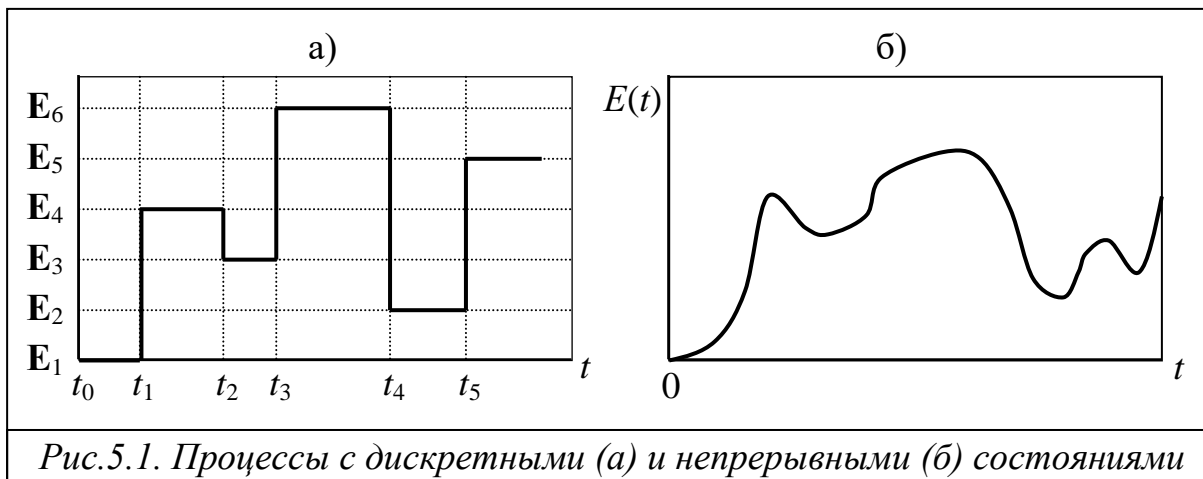 а)
E6
E5
E4
E3
E2
E1
t0 t1 t2 t3 t4 t5 t
б)
E(t)
0 t
Рис.5.1. Процессы с дискретными (а) и непрерывными (б) состояниями